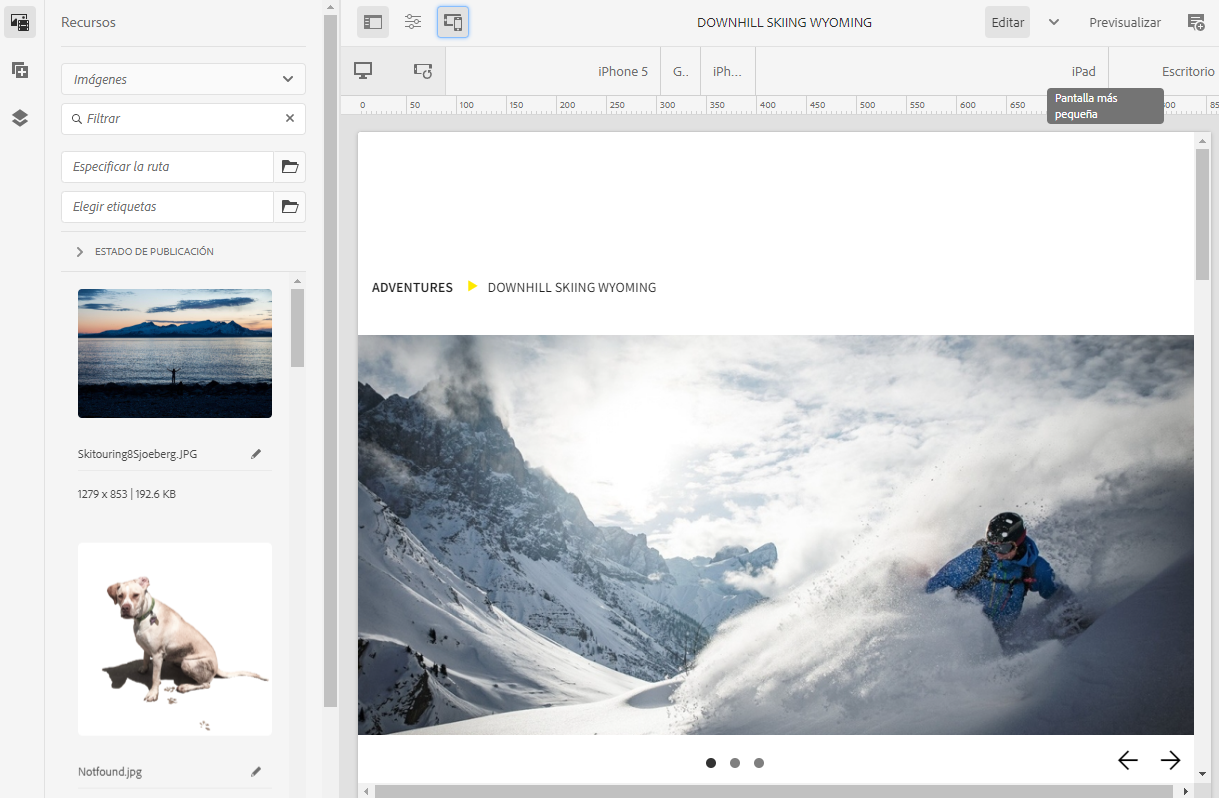 Recursos
DOWNHILL SKIING WYOMING
Editar
Previsualizar
Imágenes
Filtrar
Especificar la ruta
Elegir etiquetas
ESTADO DE PUBLICACIÓN
Skitouring8Sjoeberg.JPG
1279 x 853 | 192.6 KB
Notfound.jpg
iPhone 5
G..
iPh...
iPad
Escritorio
0 50 100 150 200 250 300 350 400 450 500 550 600 650 800 85
Pantalla más
pequeña
ADVENTURES DOWNHILL SKIING WYOMING